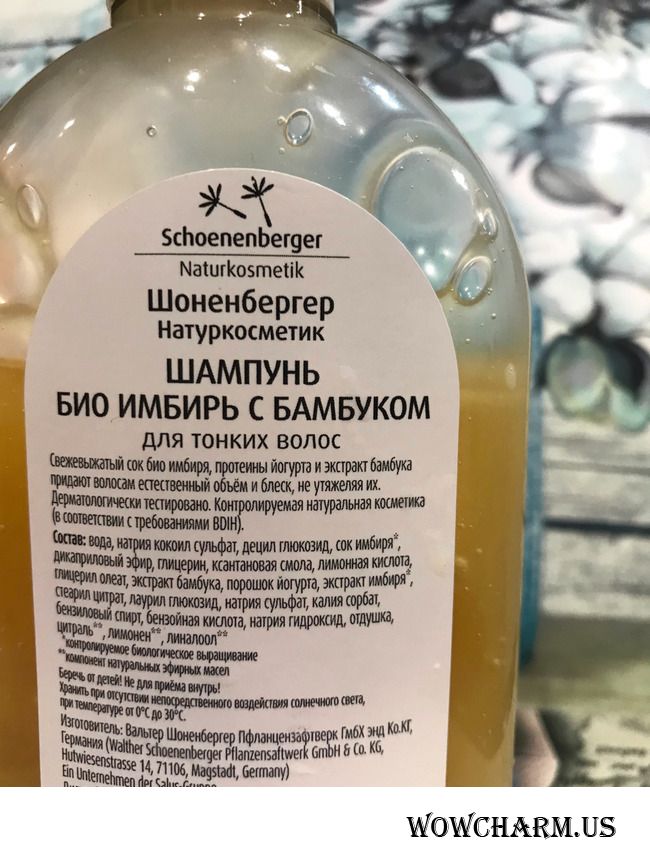 Schoenenberger
Naturkosmetik
Шоненбергер
Натуркосметик
ШАМПУНЬ
БИО ИМБИРЬ С БАМБУКОМ
для тонких волос
Свежевыжатый сок био имбиря, протеины йогурта и экстракт бамбука
придают волосам естественный объём и блеск, не утяжеляя их.
Дерматологически тестировано. Контролируемая натуральная косметика
(в соответствии с требованиями BDIH).
Состав: вода, натрия кокоил сульфат, децил глюкозид, сок имбиря*,
дикаприловый эфир, глицерин, ксантановая смола, лимонная кислота,
глицерил олеат, экстракт бамбука, порошок йогурта, экстракт имбиря*,
стеарил цитрат, лаурил глюкозид, натрия сульфат, калия сорбат,
бензиловый спирт, бензойная кислота, натрия гидроксид, отдушка,
цитраль**, лимонен**, линалоол**
*контролируемое биологическое выращивание
**компонент натуральных эфирных масел
Беречь от детей! Не для приёма внутрь!
Хранить при отсутствии непосредственного воздействия солнечного света,
при температуре от 0°С до 30°С.
Изготовитель: Вальтер Шоненбергер Пфланцензафтверк ГмбХ энд Ко.КГ,
Германия (Walther Schoenenberger Pflanzensaftwerk GmbH & Co. KG,
Hutwiesenstrasse 14, 71106, Magstadt, Germany)
Ein Unternehmen der Salus-Gruppe
WOWCHARM.US